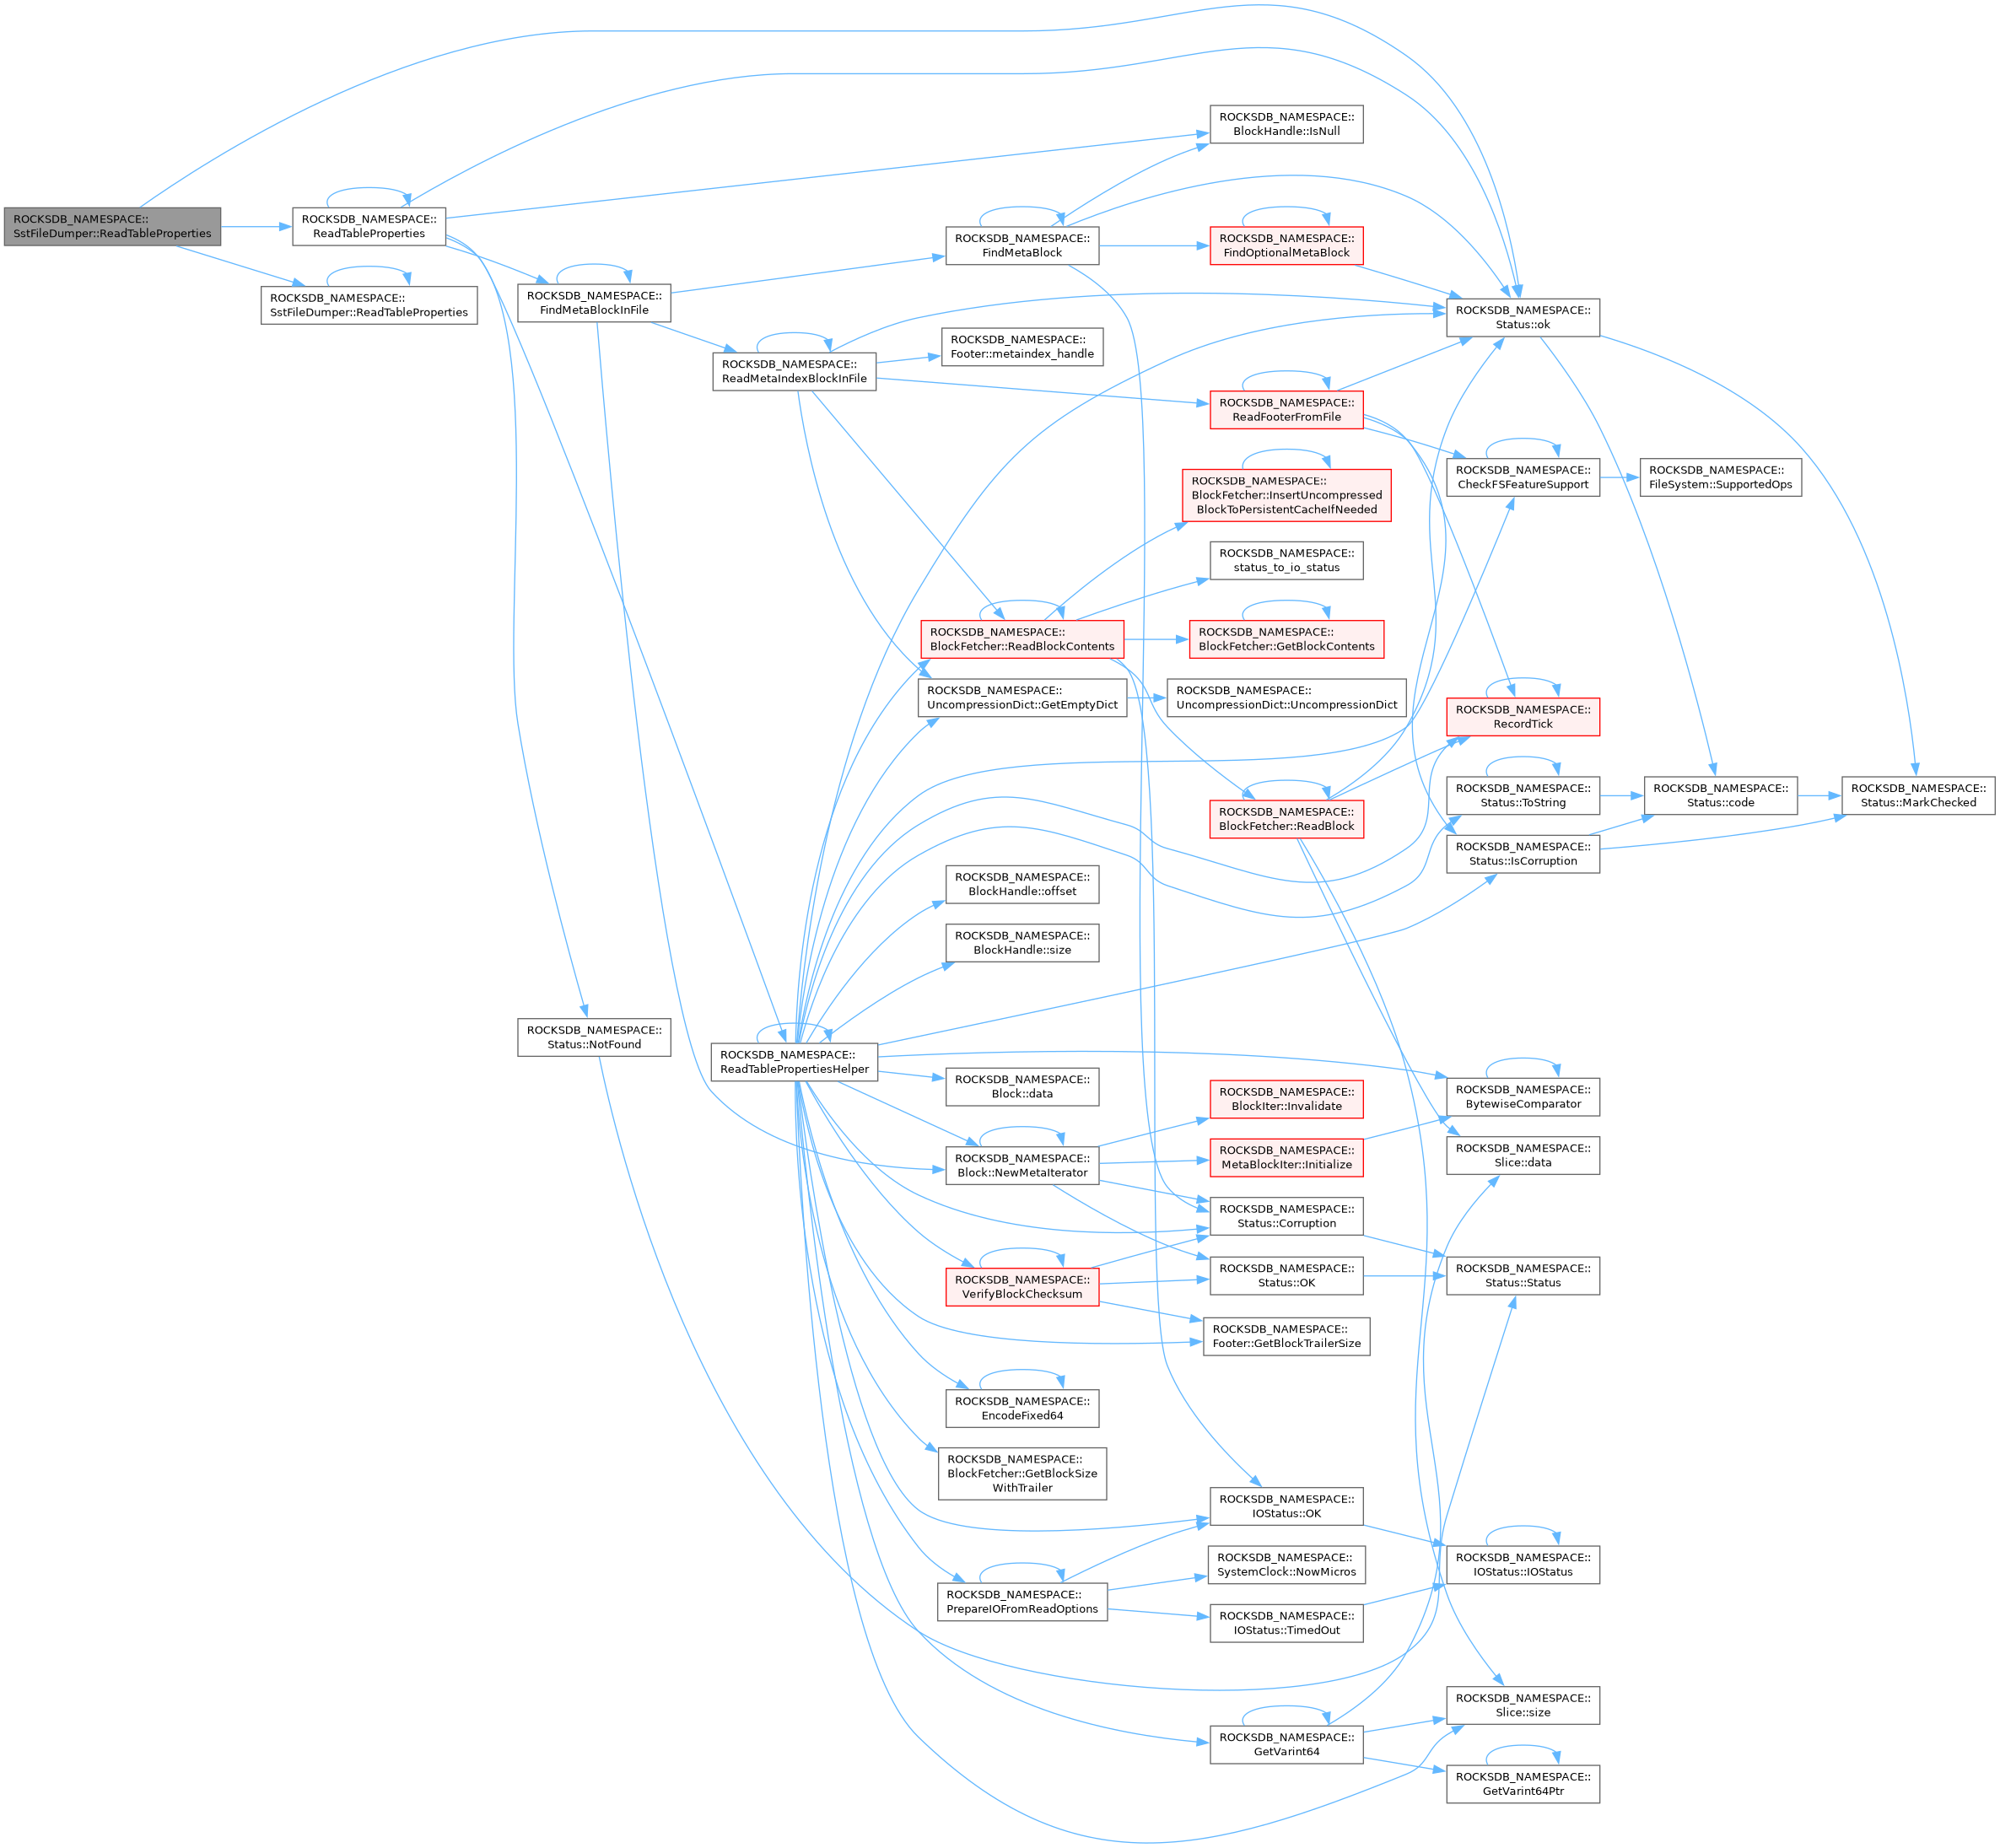 ROCKSDB_NAMESPACE::
SstFileDumper::ReadTableProperties
ROCKSDB_NAMESPACE::
ReadTableProperties
ROCKSDB_NAMESPACE::
SstFileDumper::ReadTableProperties
ROCKSDB_NAMESPACE::
FindMetaBlockInFile
ROCKSDB_NAMESPACE::
Status::NotFound
ROCKSDB_NAMESPACE::
ReadMetaIndexBlockInFile
ROCKSDB_NAMESPACE::
ReadTablePropertiesHelper
ROCKSDB_NAMESPACE::
FindMetaBlock
ROCKSDB_NAMESPACE::
Footer::metaindex_handle
ROCKSDB_NAMESPACE::
BlockFetcher::ReadBlockContents
ROCKSDB_NAMESPACE::
UncompressionDict::GetEmptyDict
ROCKSDB_NAMESPACE::
BlockHandle::offset
ROCKSDB_NAMESPACE::
BlockHandle::size
ROCKSDB_NAMESPACE::
Block::data
ROCKSDB_NAMESPACE::
Block::NewMetaIterator
ROCKSDB_NAMESPACE::
VerifyBlockChecksum
ROCKSDB_NAMESPACE::
EncodeFixed64
ROCKSDB_NAMESPACE::
BlockFetcher::GetBlockSize
WithTrailer
ROCKSDB_NAMESPACE::
PrepareIOFromReadOptions
ROCKSDB_NAMESPACE::
BlockHandle::IsNull
ROCKSDB_NAMESPACE::
FindOptionalMetaBlock
ROCKSDB_NAMESPACE::
ReadFooterFromFile
ROCKSDB_NAMESPACE::
BlockFetcher::InsertUncompressed
BlockToPersistentCacheIfNeeded
ROCKSDB_NAMESPACE::
status_to_io_status
ROCKSDB_NAMESPACE::
BlockFetcher::GetBlockContents
ROCKSDB_NAMESPACE::
UncompressionDict::UncompressionDict
ROCKSDB_NAMESPACE::
BlockFetcher::ReadBlock
ROCKSDB_NAMESPACE::
BlockIter::Invalidate
ROCKSDB_NAMESPACE::
MetaBlockIter::Initialize
ROCKSDB_NAMESPACE::
Status::Corruption
ROCKSDB_NAMESPACE::
Status::OK
ROCKSDB_NAMESPACE::
Footer::GetBlockTrailerSize
ROCKSDB_NAMESPACE::
IOStatus::OK
ROCKSDB_NAMESPACE::
SystemClock::NowMicros
ROCKSDB_NAMESPACE::
IOStatus::TimedOut
ROCKSDB_NAMESPACE::
GetVarint64
ROCKSDB_NAMESPACE::
Status::ok
ROCKSDB_NAMESPACE::
CheckFSFeatureSupport
ROCKSDB_NAMESPACE::
RecordTick
ROCKSDB_NAMESPACE::
Status::ToString
ROCKSDB_NAMESPACE::
Status::IsCorruption
ROCKSDB_NAMESPACE::
BytewiseComparator
ROCKSDB_NAMESPACE::
Slice::data
ROCKSDB_NAMESPACE::
Status::Status
ROCKSDB_NAMESPACE::
IOStatus::IOStatus
ROCKSDB_NAMESPACE::
Slice::size
ROCKSDB_NAMESPACE::
GetVarint64Ptr
ROCKSDB_NAMESPACE::
FileSystem::SupportedOps
ROCKSDB_NAMESPACE::
Status::code
ROCKSDB_NAMESPACE::
Status::MarkChecked